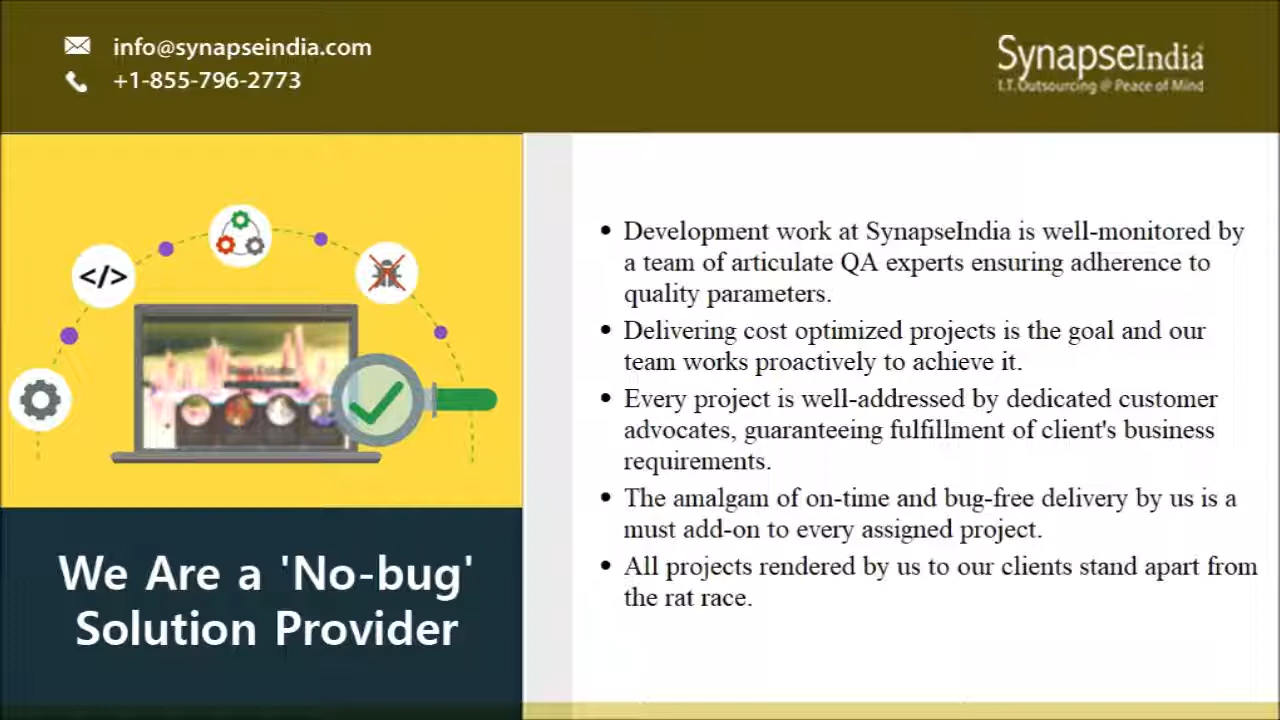 info@synapseindia.com
+1-855-796-2773
SynapseIndia
I.T. Outsourcing @ Peace of Mind
</>
We Are a 'No-bug'
Solution Provider
• Development work at SynapseIndia is well-monitored by
a team of articulate QA experts ensuring adherence to
quality parameters.
• Delivering cost optimized projects is the goal and our
team works proactively to achieve it.
• Every project is well-addressed by dedicated customer
advocates, guaranteeing fulfillment of client's business
requirements.
• The amalgam of on-time and bug-free delivery by us is a
must add-on to every assigned project.
• All projects rendered by us to our clients stand apart from
the rat race.